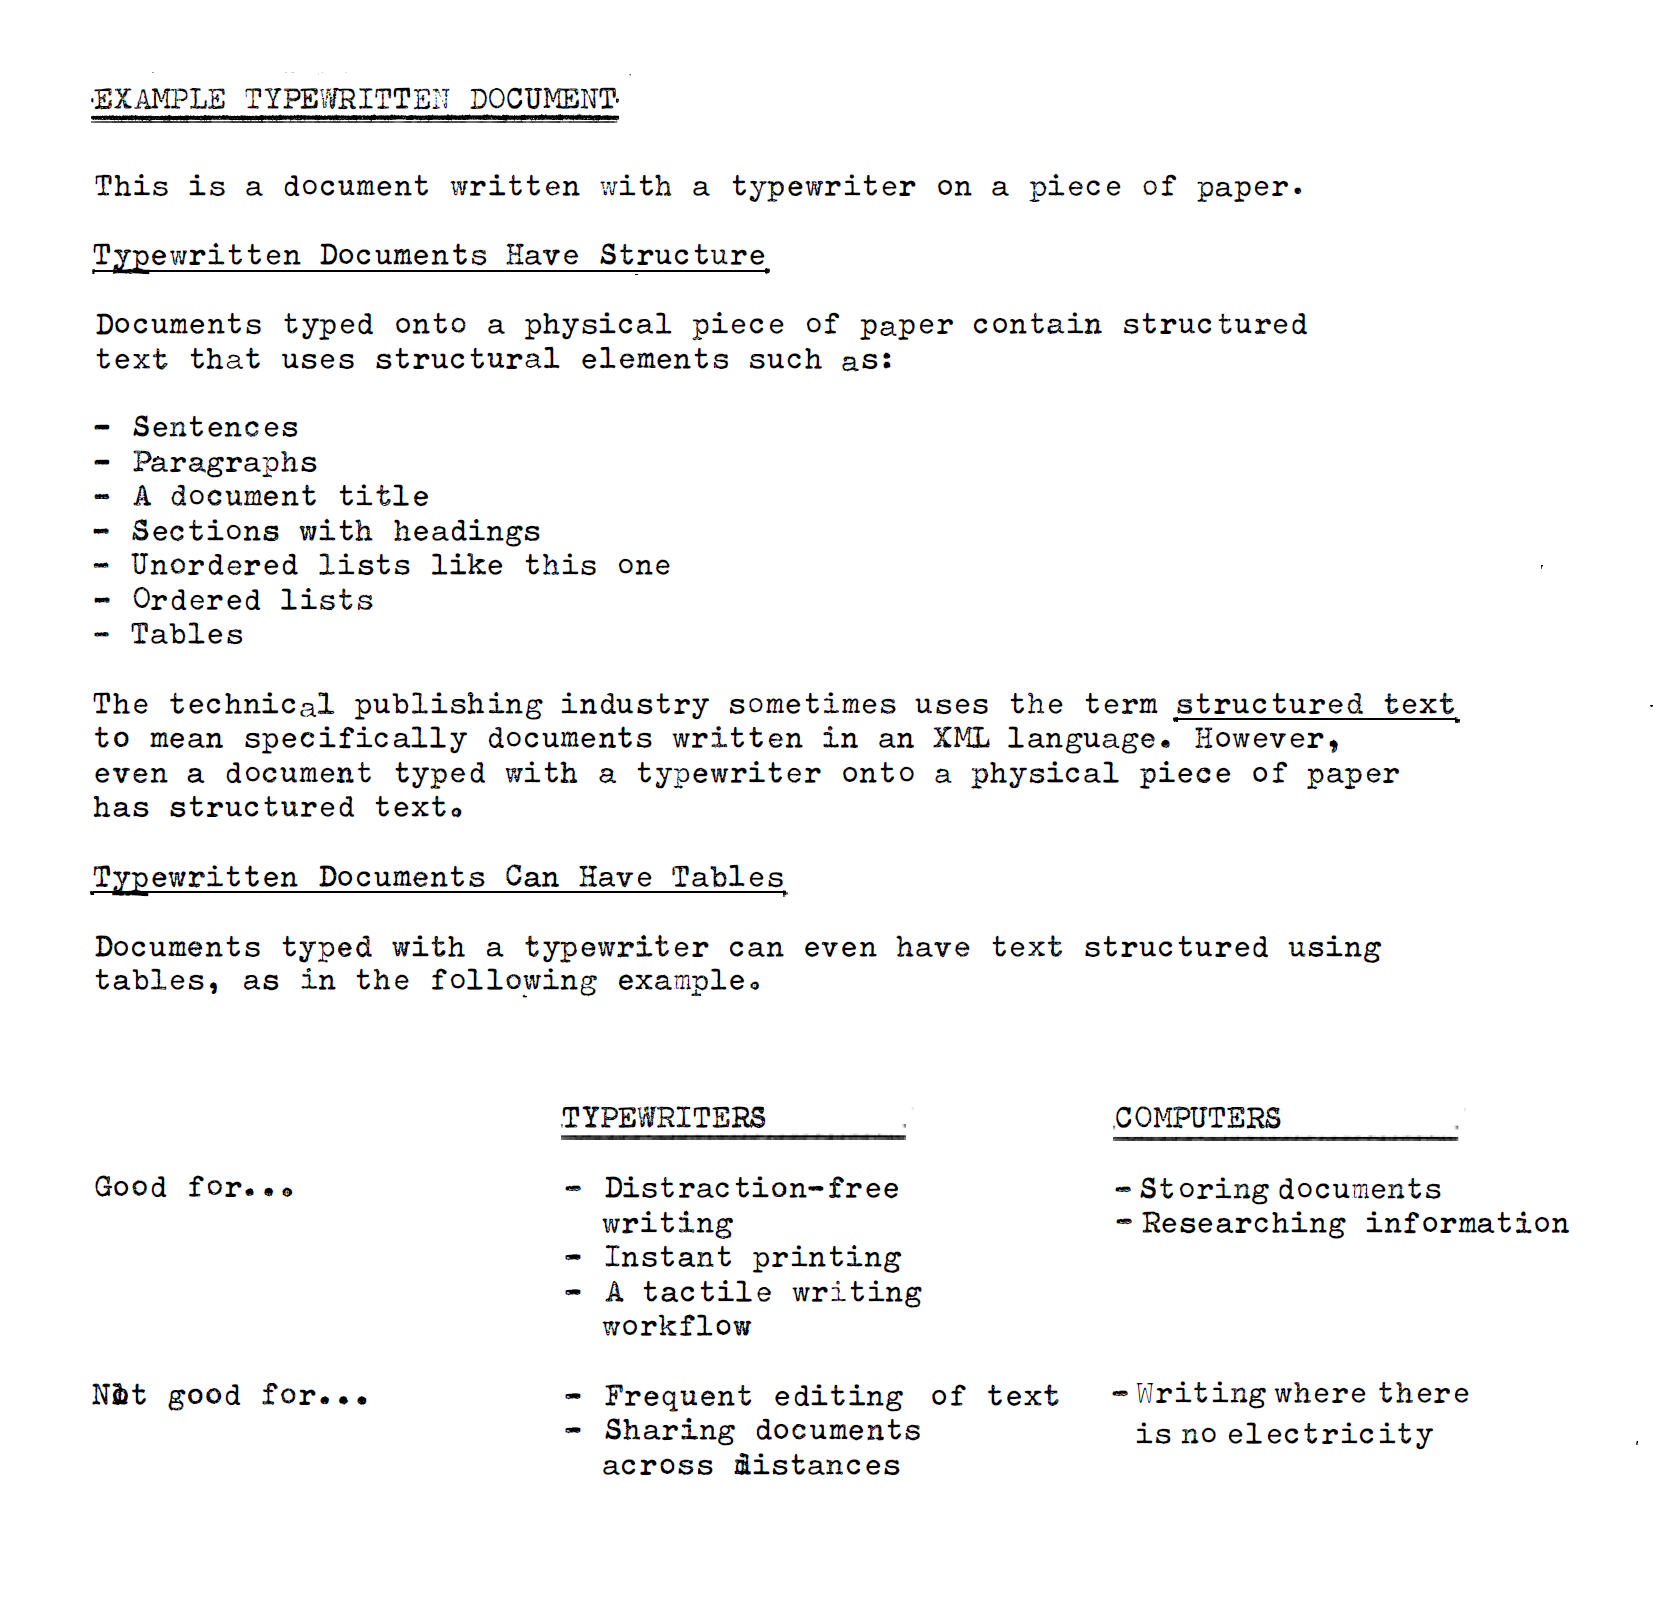 EXAMPLE TYPEWRITTEN DOCUMENT
This is a document written with a typewriter on a piece of paper.
Typewritten Documents Have Structure
Documents typed onto a physical piece of paper contain structured
text that uses structural elements such as:
- Sentences
- Paragraphs
- A document title
- Sections with headings
- Unordered lists like this one
- Ordered lists
- Tables
The technical publishing industry sometimes uses the term structured text
to mean specifically documents written in an XML language. However,
even a document typed with a typewriter onto a physical piece of paper
has structured text.
Typewritten Documents Can Have Tables
Documents typed with a typewriter can even have text structured using
tables, as in the following example.
TYPEWRITERS COMPUTERS
Good for... - Distraction-free - Storing documents
writing - Researching information
- Instant printing
- A tactile writing
workflow
Not good for... - Frequent editing of text - Writing where there
- Sharing documents is no electricity
across distances